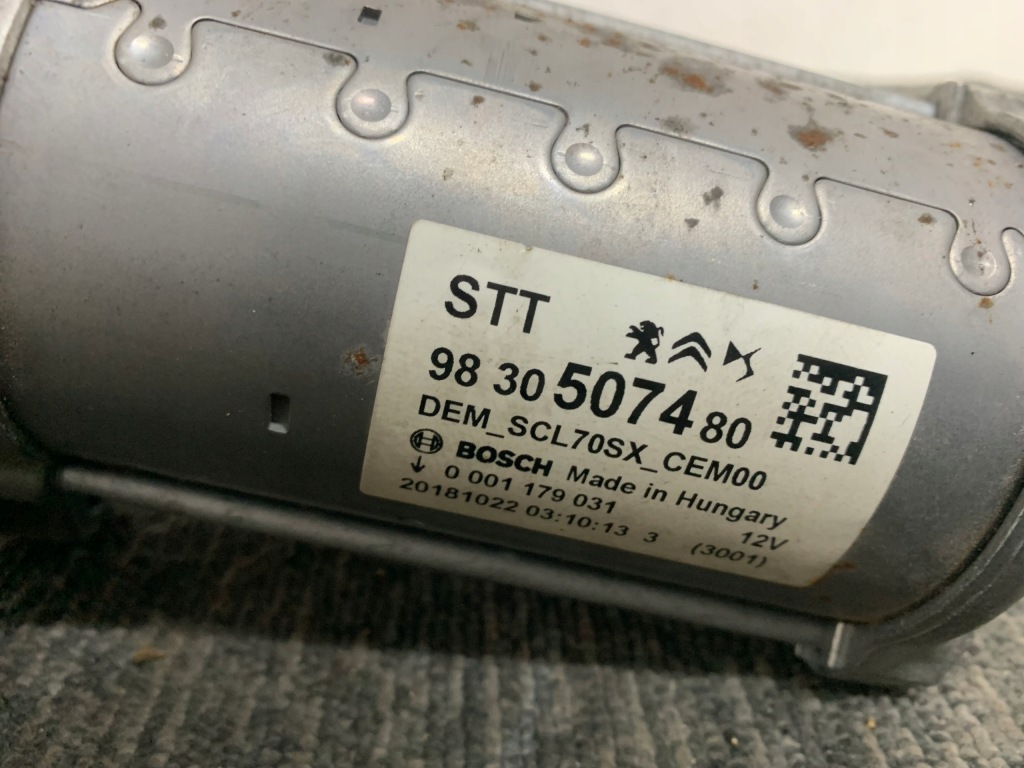 STT
98 30 5074 80
DEM_SCL70SX_CEM00
BOSCH Made in Hungary
0 001 179 031 12V
20181022 03:10:13 3 (3001)